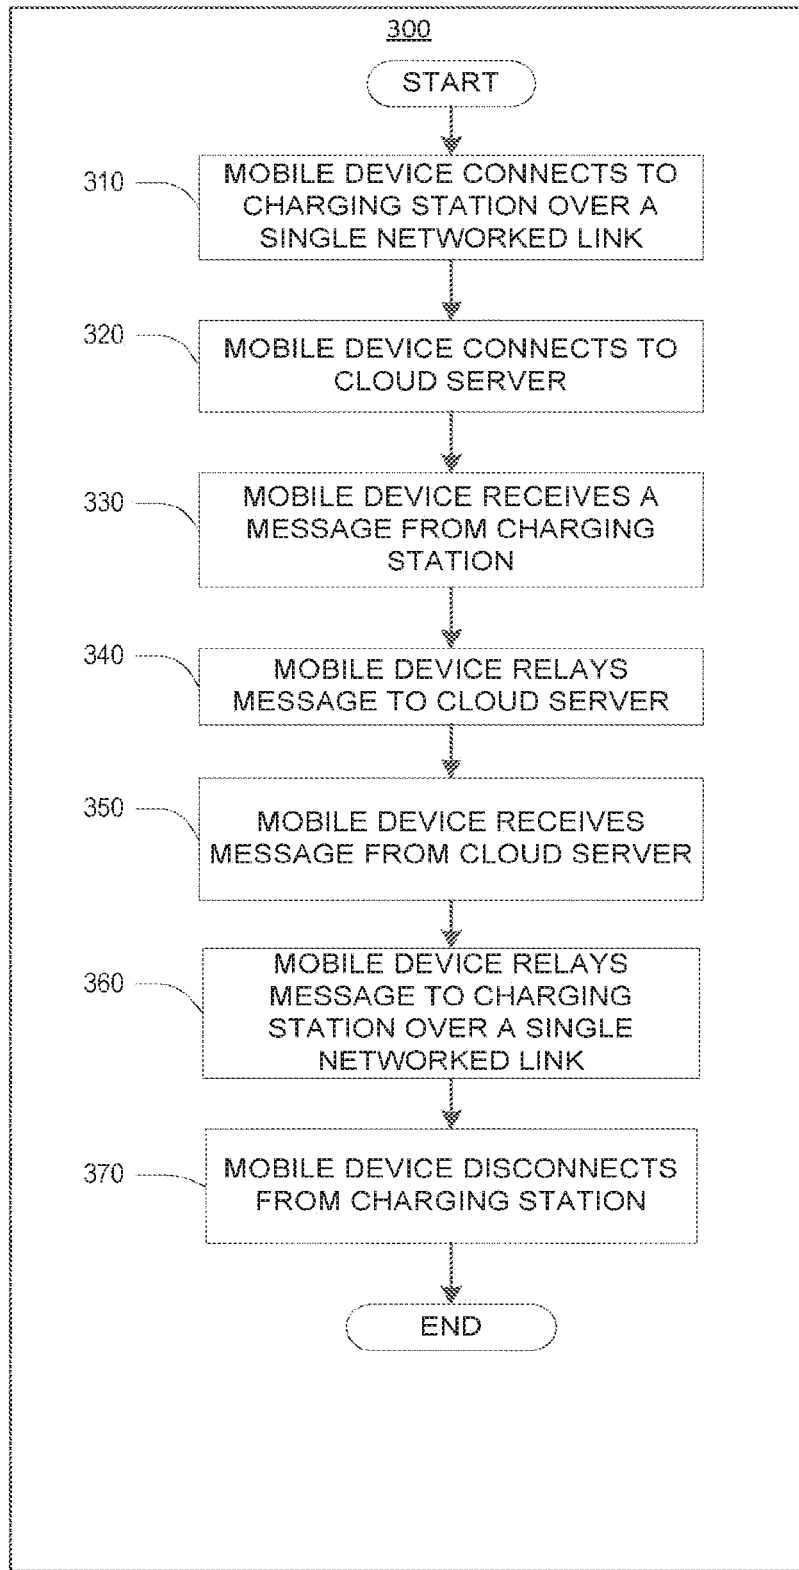 300
START
310
MOBILE DEVICE CONNECTS TO
CHARGING STATION OVER A
SINGLE NETWORKED LINK
320
MOBILE DEVICE CONNECTS TO
CLOUD SERVER
330
MOBILE DEVICE RECEIVES A
MESSAGE FROM CHARGING
STATION
340
MOBILE DEVICE RELAYS
MESSAGE TO CLOUD SERVER
350
MOBILE DEVICE RECEIVES
MESSAGE FROM CLOUD SERVER
360
MOBILE DEVICE RELAYS
MESSAGE TO CHARGING
STATION OVER A SINGLE
NETWORKED LINK
370
MOBILE DEVICE DISCONNECTS
FROM CHARGING STATION
END